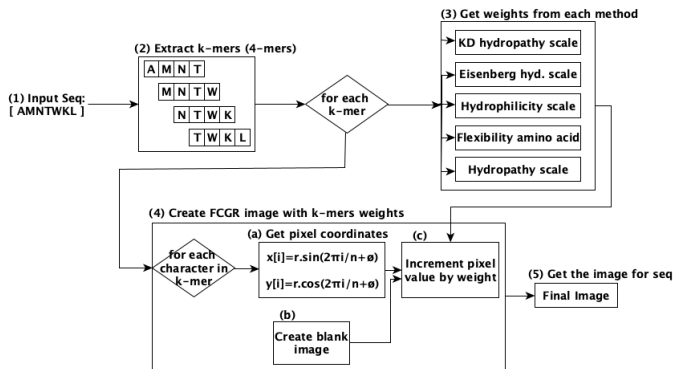 (1) Input Seq:
[ AMNTWKL ]
(2) Extract k-mers (4-mers)
A M N T
M N T W
N T W K
T W K L
for each
k-mer
(3) Get weights from each method
KD hydropathy scale
Eisenberg hyd. scale
Hydrophilicity scale
Flexibility amino acid
Hydropathy scale
(4) Create FCGR image with k-mers weights
for each
character in
k-mer
(a) Get pixel coordinates
x[i]=r.sin(2πi/n+ø)
y[i]=r.cos(2πi/n+ø)
(b)
Create blank
image
(c)
Increment pixel
value by weight
(5) Get the image for seq
Final Image